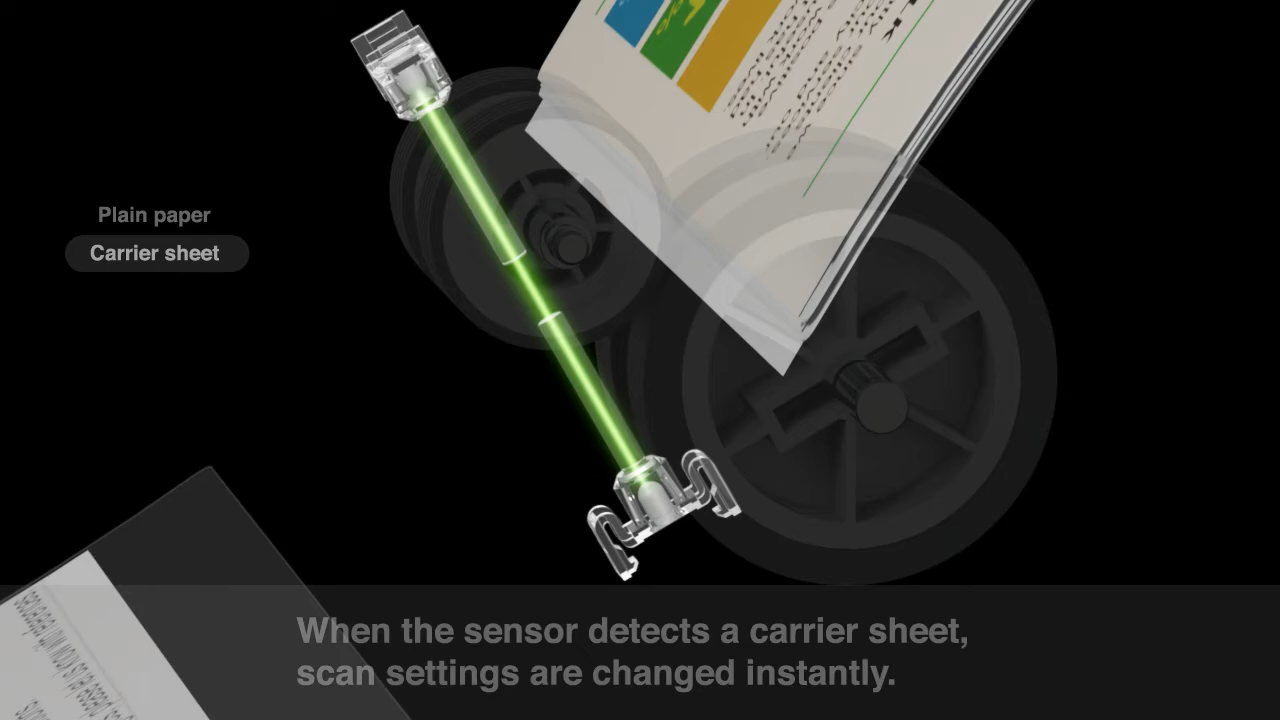 Plain paper
Carrier sheet
When the sensor detects a carrier sheet,
scan settings are changed instantly.